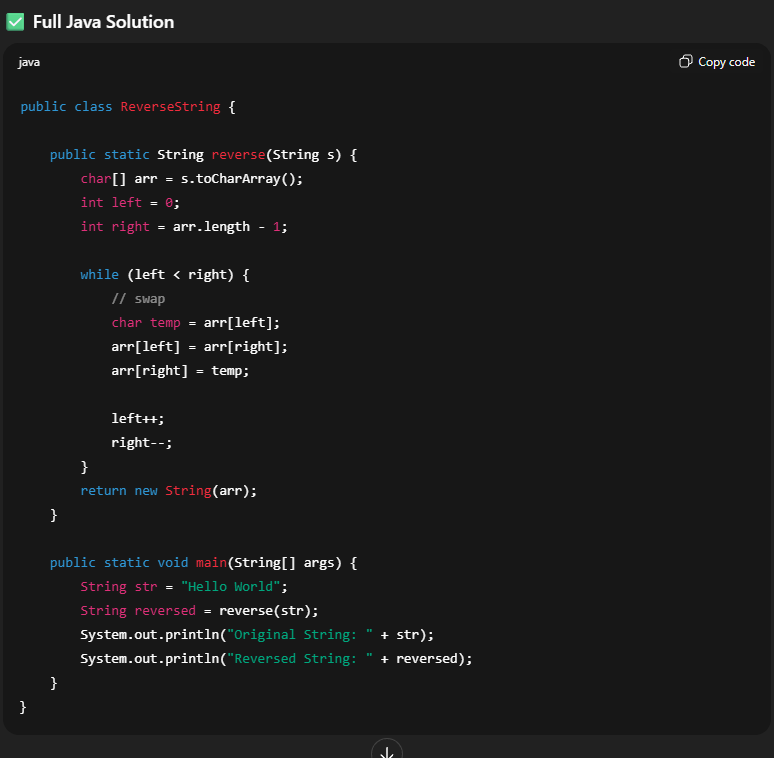 ✅ Full Java Solution
java
Copy code
public class ReverseString {
    public static String reverse(String s) {
        char[] arr = s.toCharArray();
        int left = 0;
        int right = arr.length - 1;
        while (left < right) {
            // swap
            char temp = arr[left];
            arr[left] = arr[right];
            arr[right] = temp;
            left++;
            right--;
        }
        return new String(arr);
    }
    public static void main(String[] args) {
        String str = "Hello World";
        String reversed = reverse(str);
        System.out.println("Original String: " + str);
        System.out.println("Reversed String: " + reversed);
    }
}